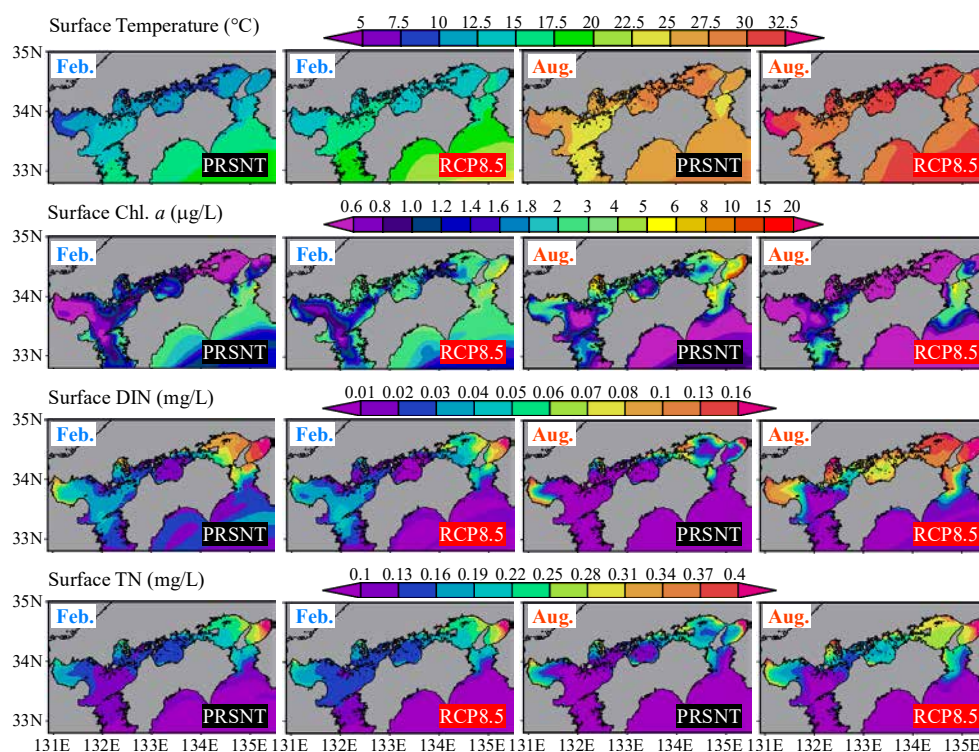 Surface Temperature (°C)
5 7.5 10 12.5 15 17.5 20 22.5 25 27.5 30 32.5
35N Feb. Feb. Aug. Aug.
34N
33N PRSNT RCP8.5 PRSNT RCP8.5
Surface Chl. a (µg/L)
0.6 0.8 1.0 1.2 1.4 1.6 1.8 2 3 4 5 6 8 10 15 20
35N Feb. Feb. Aug. Aug.
34N
33N PRSNT RCP8.5 PRSNT RCP8.5
Surface DIN (mg/L)
0.01 0.02 0.03 0.04 0.05 0.06 0.07 0.08 0.1 0.13 0.16
35N Feb. Feb. Aug. Aug.
34N
33N PRSNT RCP8.5 PRSNT RCP8.5
Surface TN (mg/L)
0.1 0.13 0.16 0.19 0.22 0.25 0.28 0.31 0.34 0.37 0.4
35N Feb. Feb. Aug. Aug.
34N
33N PRSNT RCP8.5 PRSNT RCP8.5
131E 132E 133E 134E 135E 131E 132E 133E 134E 135E 131E 132E 133E 134E 135E 131E 132E 133E 134E 135E